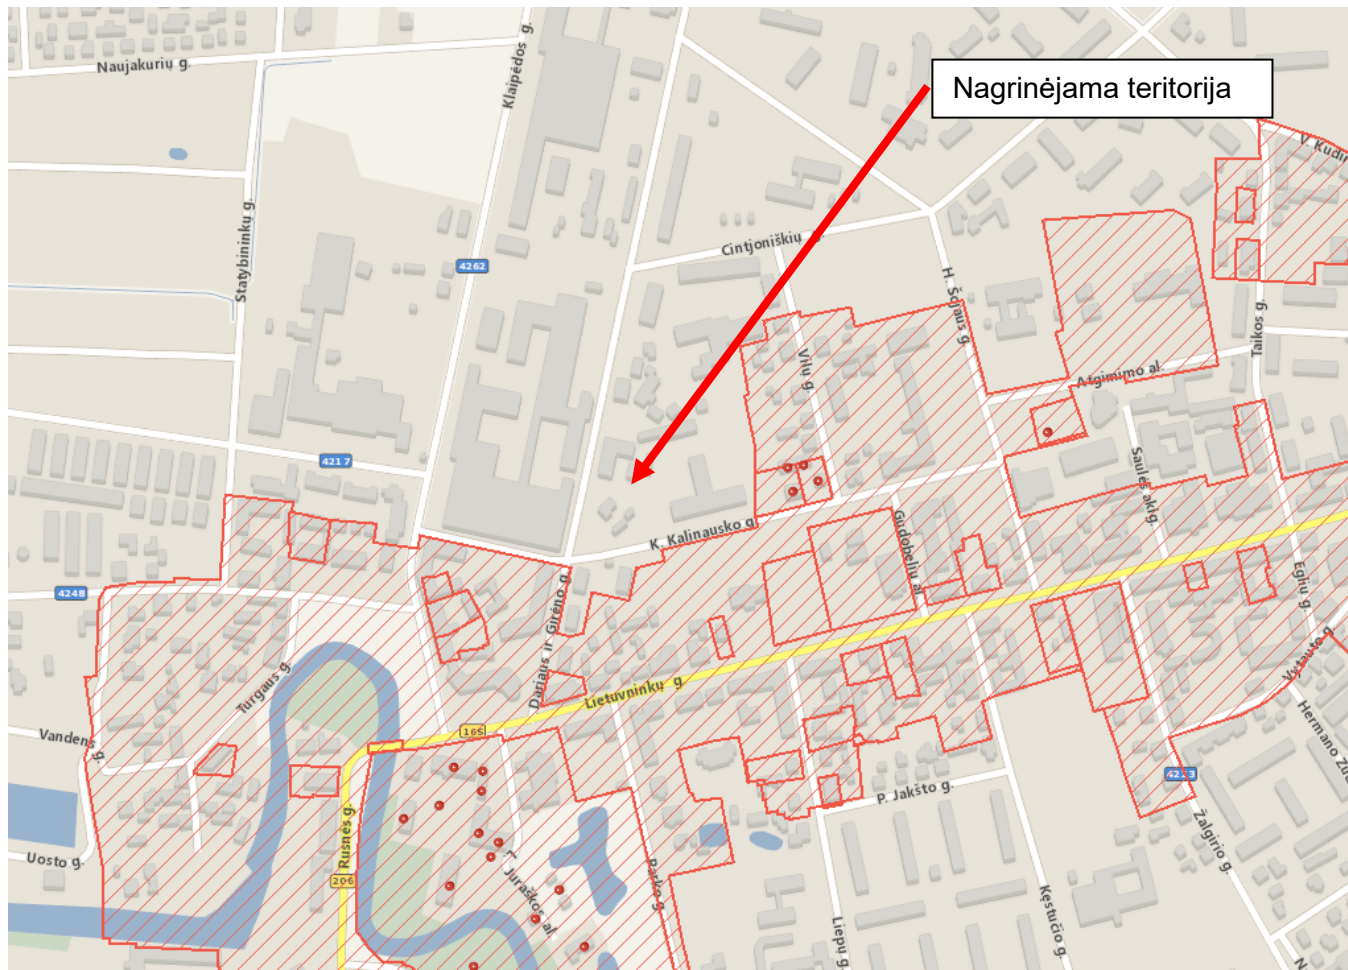 Naujakurių g.
Klaipėdos g.
Nagrinėjama teritorija
V. Kudir
Statybininkų g.
4262
Cintjoniškių g.
H. Šojaus g.
Taikos g.
Vilų g.
Atgimimo al.
4217
Saulės akig.
K. Kalinausko g.
Gudobelių al.
4248
Dariaus ir Girėno g.
Eglių g.
Vytauto g.
Turgaus g.
Lietuvninkų g.
Vandens g.
165
Hermano Zud
4213
P. Jakšto g.
Uosto g.
Rusnės g.
206
Juraškos al.
Parko g.
Žalgirio g.
Liepų g.
Kęstučio g.
N